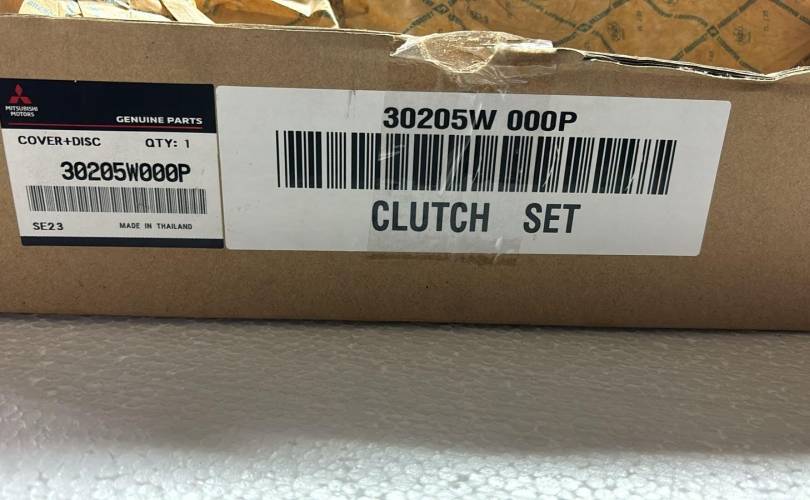 MITSUBISHI
MOTORS
GENUINE PARTS
COVER+DISC QTY: 1
30205W000P
SE23 MADE IN THAILAND
30205W 000P
CLUTCH SET